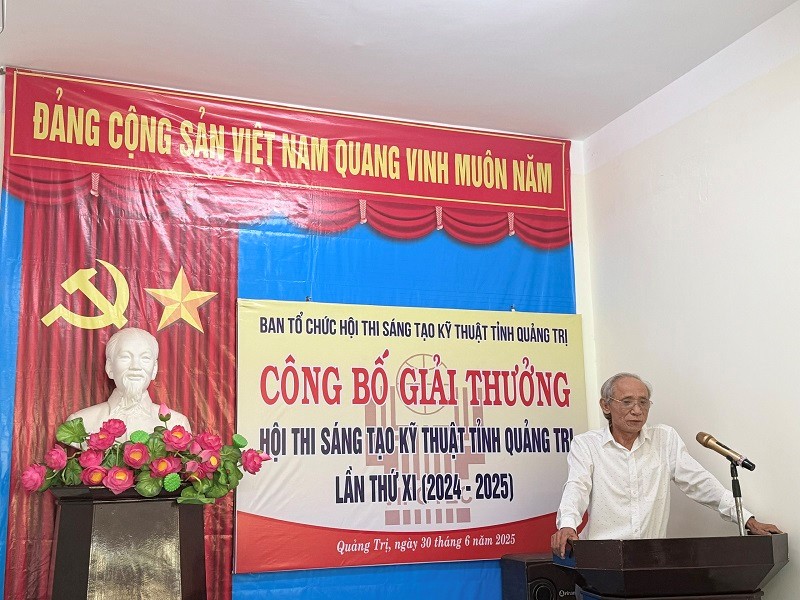 ĐẢNG CỘNG SẢN VIỆT NAM QUANG VINH MUÔN NĂM
BAN TỔ CHỨC HỘI THI SÁNG TẠO KỸ THUẬT TỈNH QUẢNG TRỊ
CÔNG BỐ GIẢI THƯỞNG
HỘI THI SÁNG TẠO KỸ THUẬT TỈNH QUẢNG TRỊ
LẦN THỨ XI (2024 - 2025)
Quảng Trị, ngày 30 tháng 6 năm 2025